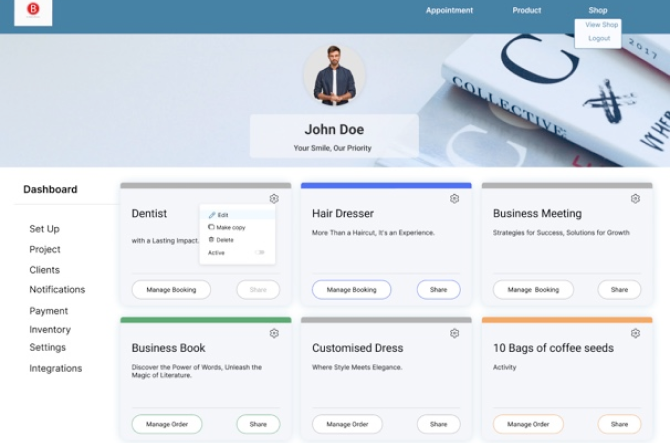 B
Appointment
Product
Shop
View Shop
Logout
COLLECTIVE
2017
John Doe
Your Smile, Our Priority
Dashboard
Set Up
Project
Clients
Notifications
Payment
Inventory
Settings
Integrations
Dentist
with a Lasting Impact.
Edit
Make copy
Delete
Active
Manage Booking
Share
Hair Dresser
More Than a Haircut, It's an Experience.
Manage Booking
Share
Business Meeting
Strategies for Success, Solutions for Growth
Manage Booking
Share
Business Book
Discover the Power of Words, Unleash the
Magic of Literature.
Manage Order
Share
Customised Dress
Where Style Meets Elegance.
Manage Order
Share
10 Bags of coffee seeds
Activity
Manage Order
Share